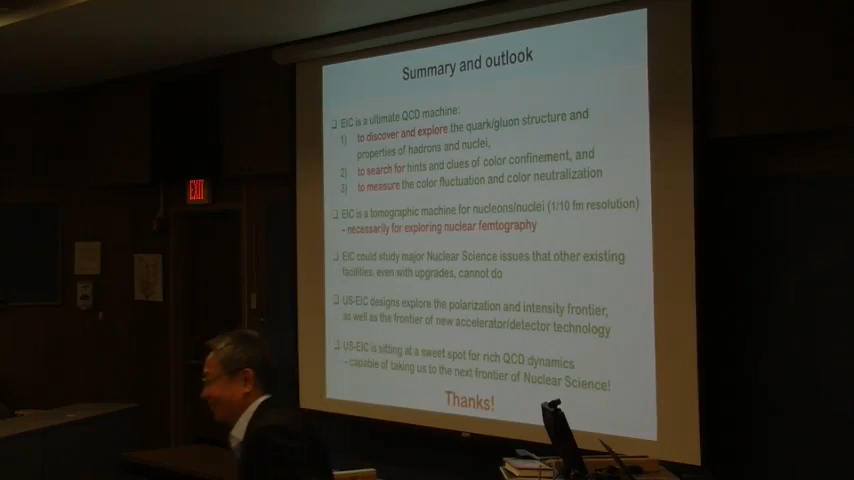 Summary and outlook
❑ EIC is a ultimate QCD machine:
1) to discover and explore the quark/gluon structure and
properties of hadrons and nuclei,
2) to search for hints and clues of color confinement, and
3) to measure the color fluctuation and color neutralization
❑ EIC is a tomographic machine for nucleons/nuclei (1/10 fm resolution)
– necessarily for exploring nuclear femtography
❑ EIC could study major Nuclear Science issues that other existing
facilities, even with upgrades, cannot do
❑ US-EIC designs explore the polarization and intensity frontier,
as well as the frontier of new accelerator/detector technology
❑ US-EIC is sitting at a sweet spot for rich QCD dynamics
– capable of taking us to the next frontier of Nuclear Science!
Thanks!
EXIT